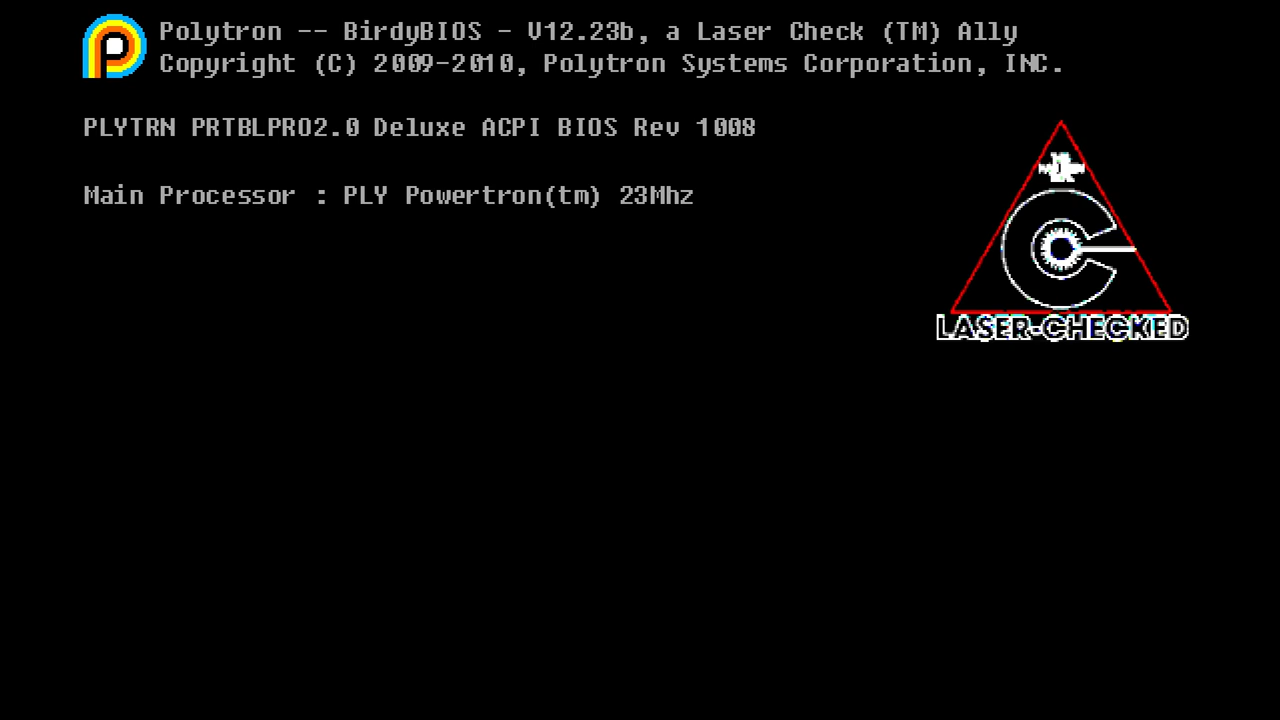 Polytron -- BirdyBIOS - V12.23b, a Laser Check (TM) Ally
Copyright (C) 2009-2010, Polytron Systems Corporation, INC.
PLYTRN PRTBLPRO2.0 Deluxe ACPI BIOS Rev 1008
Main Processor : PLY Powertron(tm) 23Mhz
LASER-CHECKED